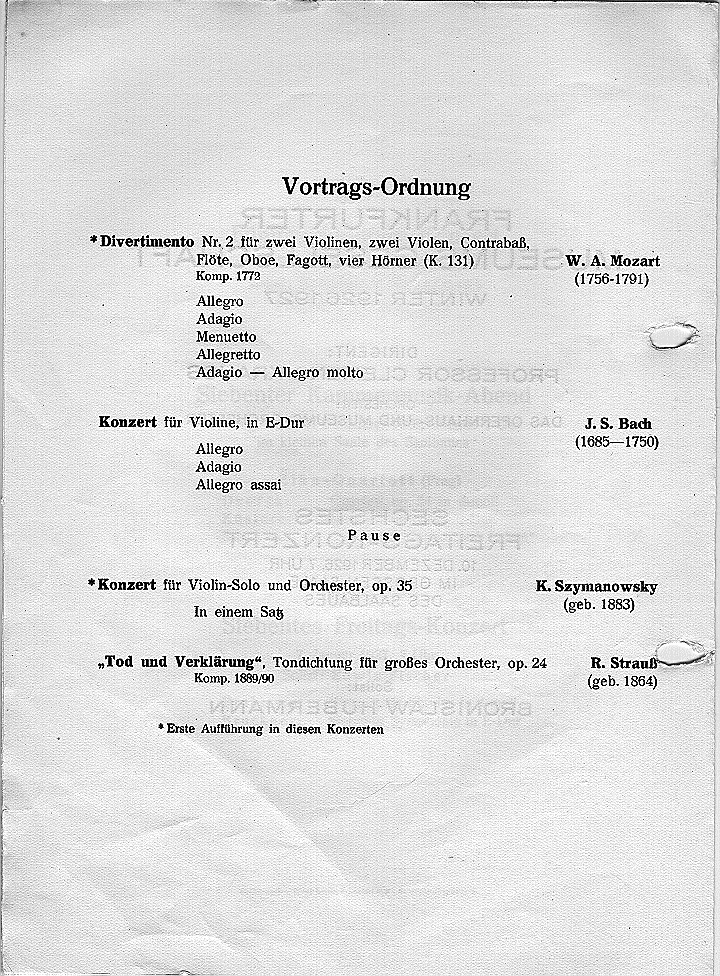 Vortrags-Ordnung
*Divertimento Nr. 2 für zwei Violinen, zwei Violen, Contrabaß,
Flöte, Oboe, Fagott, vier Hörner (K. 131) W. A. Mozart
Komp. 1772 (1756-1791)
Allegro
Adagio
Menuetto
Allegretto
Adagio — Allegro molto
Konzert für Violine, in E-Dur J. S. Bach
(1685—1750)
Allegro
Adagio
Allegro assai
Pause
*Konzert für Violin-Solo und Orchester, op. 35 K. Szymanowsky
(geb. 1883)
In einem Satz
„Tod und Verklärung“, Tondichtung für großes Orchester, op. 24 R. Strauß
Komp. 1889/90 (geb. 1864)
*Erste Aufführung in diesen Konzerten